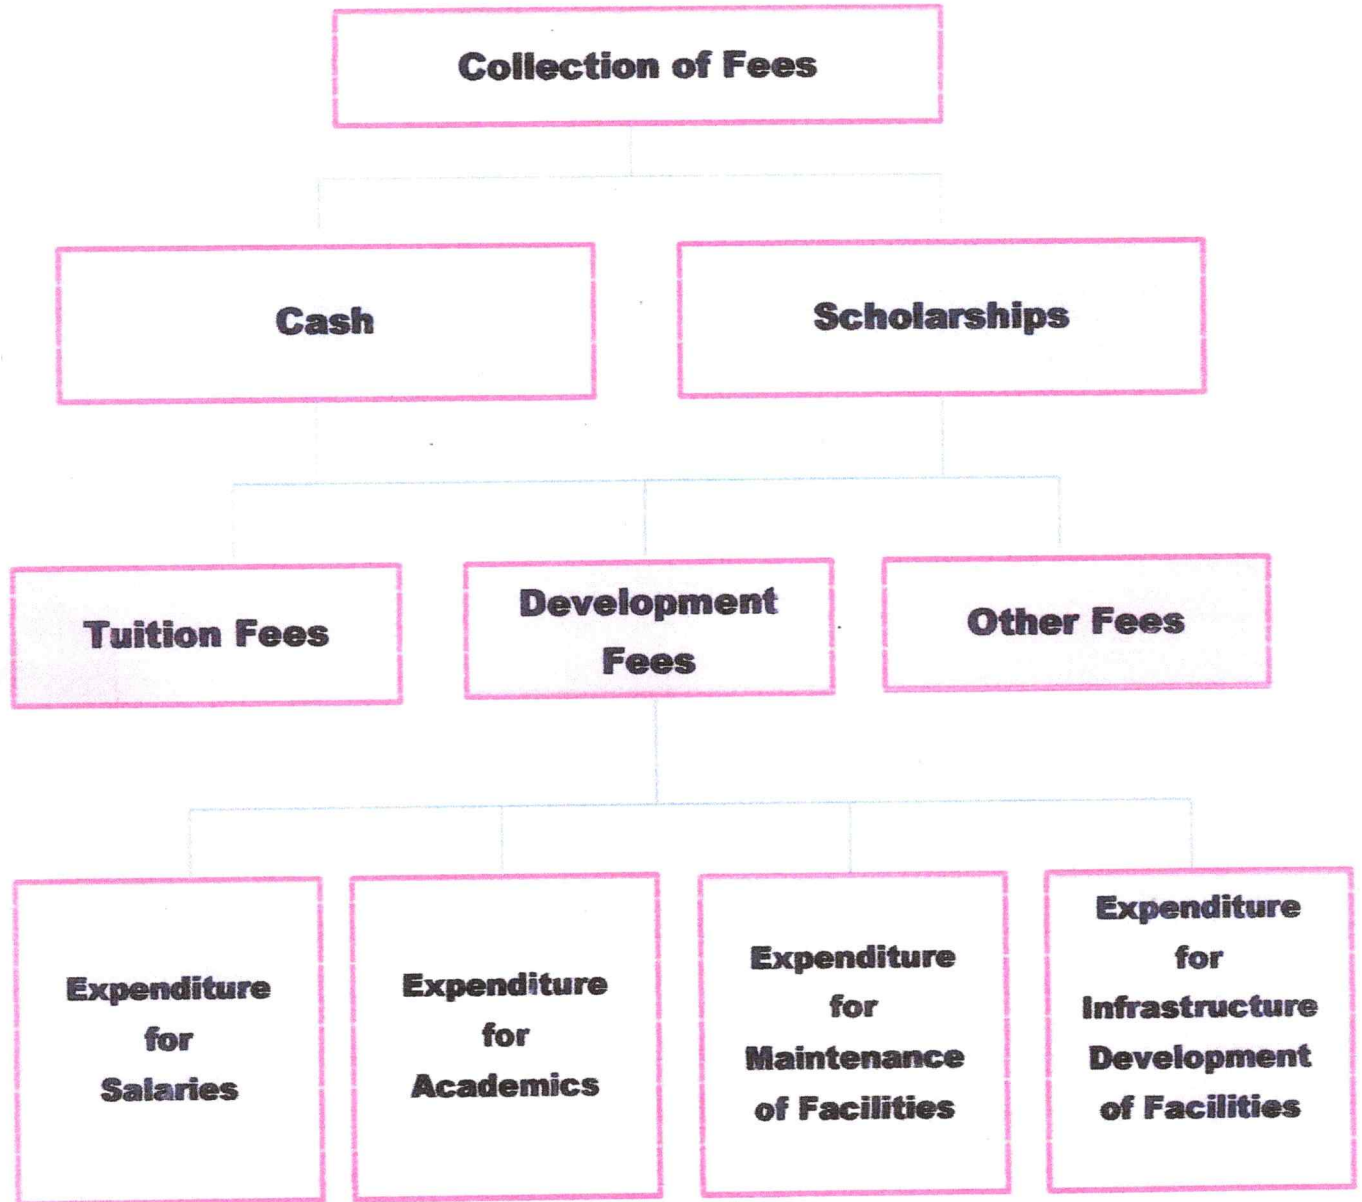 Collection of Fees
Cash
Scholarships
Tuition Fees
Development
Fees
Other Fees
Expenditure
for
Salaries
Expenditure
for
Academics
Expenditure
for
Maintenance
of Facilities
Expenditure
for
Infrastructure
Development
of Facilities